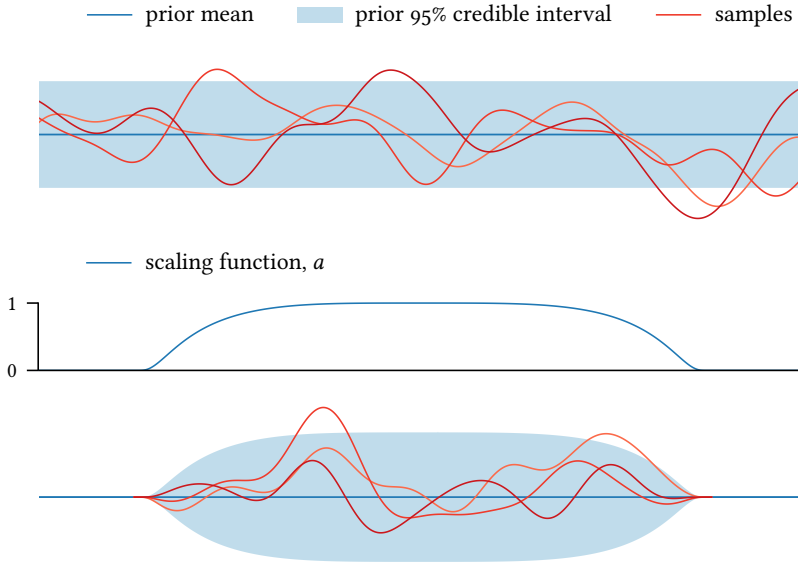 prior mean prior 95% credible interval samples
scaling function, a
1
0